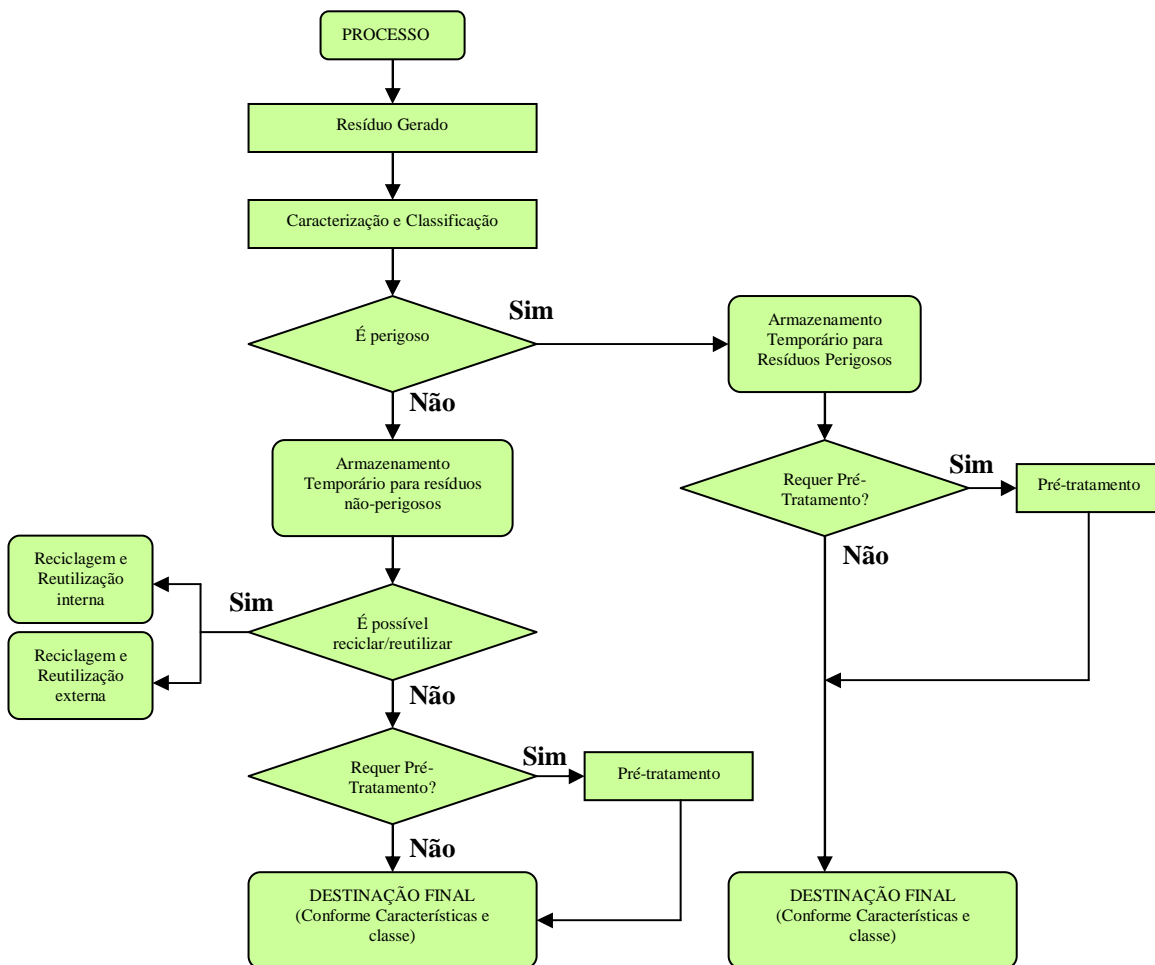 PROCESSO
Resíduo Gerado
Caracterização e Classificação
É perigoso
Sim
Armazenamento
Temporário para
Resíduos Perigosos
Não
Armazenamento
Temporário para resíduos
não-perigosos
Requer Pré-
Tratamento?
Sim
Pré-tratamento
Não
Reciclagem e
Reutilização
interna
Sim
É possível
reciclar/reutilizar
Reciclagem e
Reutilização
externa
Não
Requer Pré-
Tratamento?
Sim
Pré-tratamento
Não
DESTINAÇÃO FINAL
(Conforme Características e
classe)
DESTINAÇÃO FINAL
(Conforme Características e
classe)